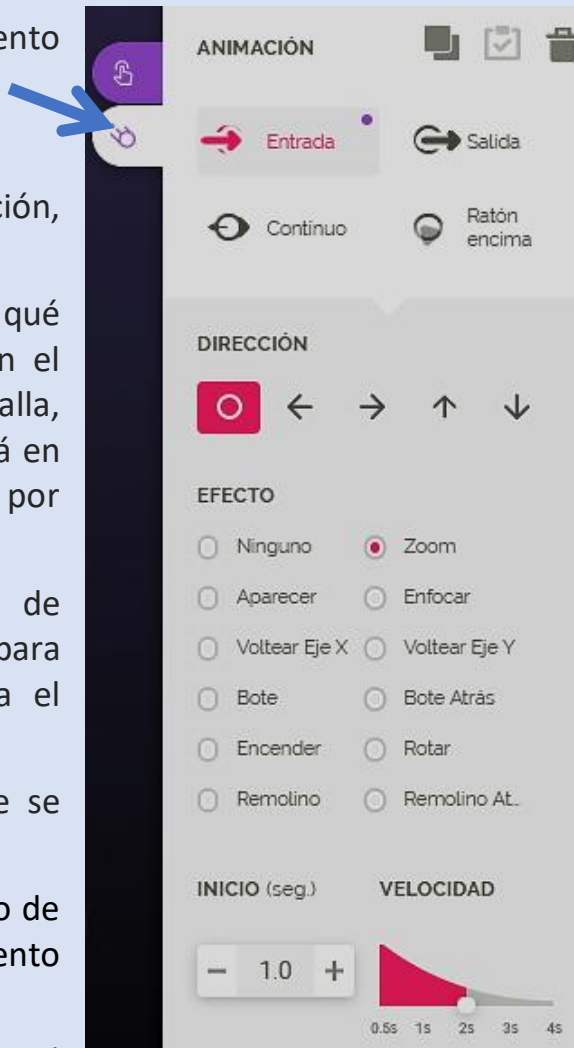 ento
ción,
qué
n el
alla,
á en
por
de
para
a el
e se
o de
ento
ANIMACIÓN
Entrada
Salida
Continuo
Ratón
encima
DIRECCIÓN
EFECTO
Ninguno
Zoom
Aparecer
Enfocar
Voltear Eje X
Voltear Eje Y
Bote
Bote Atrás
Encender
Rotar
Remolino
Remolino At...
INICIO (seg.) VELOCIDAD
− 1.0 +
0.5s 1s 2s 3s 4s